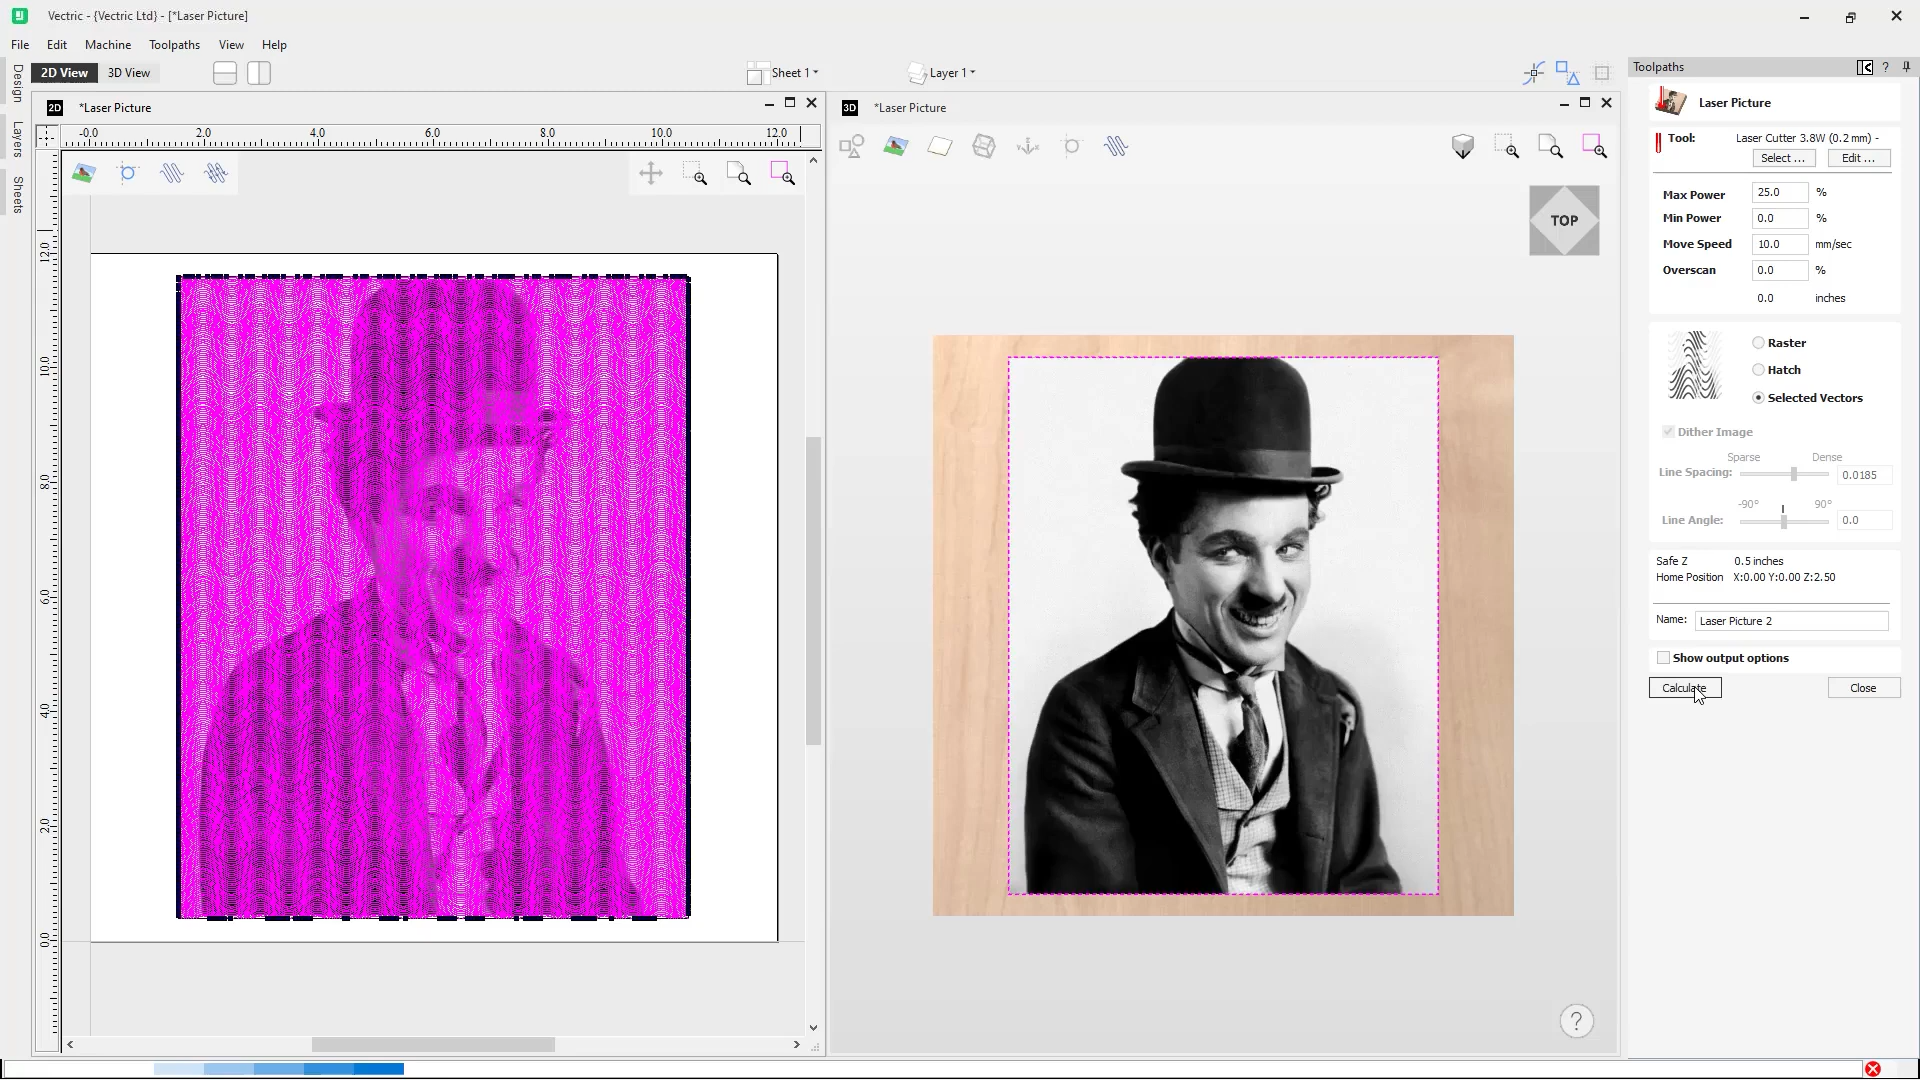 Vectric - {Vectric Ltd} - [*Laser Picture]
File Edit Machine Toolpaths View Help
2D View 3D View Sheet 1 Layer 1
Toolpaths ?
Design
Layers
Sheets
2D *Laser Picture
-0.0 2.0 4.0 6.0 8.0 10.0 12.0
12.0
10.0
8.0
6.0
4.0
2.0
0.0
3D *Laser Picture
TOP
?
Laser Picture
Tool: Laser Cutter 3.8W (0.2 mm) -
Select ... Edit ...
Max Power 25.0 %
Min Power 0.0 %
Move Speed 10.0 mm/sec
Overscan 0.0 %
0.0 inches
Raster
Hatch
Selected Vectors
Dither Image
Sparse Dense
Line Spacing: 0.0185
-90° 90°
Line Angle: 0.0
Safe Z 0.5 inches
Home Position X:0.00 Y:0.00 Z:2.50
Name: Laser Picture 2
Show output options
Calculate Close